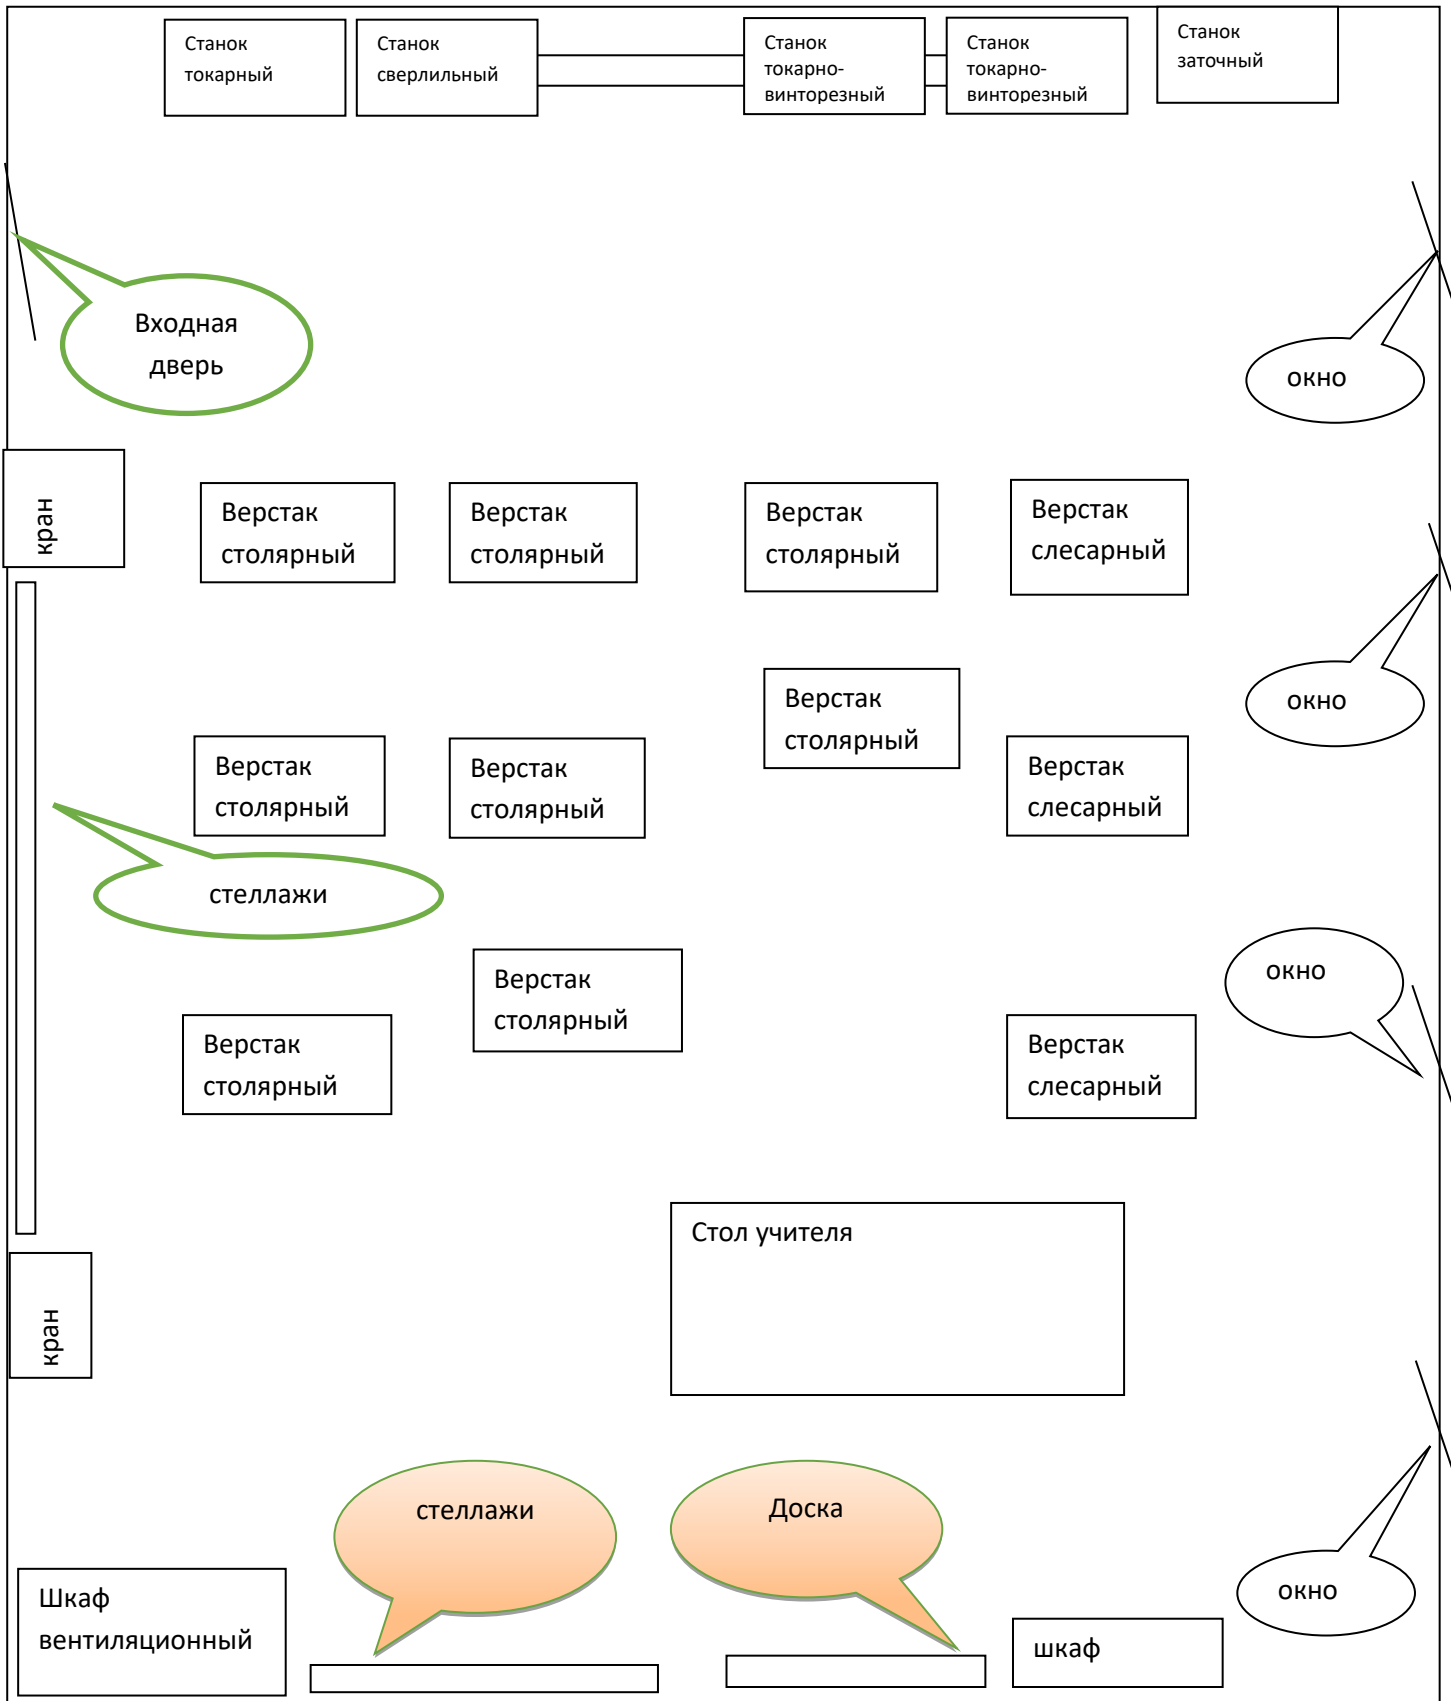 Станок
токарный
Станок
сверлильный
Станок
токарно-
винторезный
Станок
токарно-
винторезный
Станок
заточный
Входная
дверь
окно
кран
Верстак
столярный
Верстак
столярный
Верстак
столярный
Верстак
слесарный
Верстак
столярный
окно
Верстак
столярный
Верстак
столярный
Верстак
слесарный
стеллажи
Верстак
столярный
окно
Верстак
столярный
Верстак
слесарный
Стол учителя
кран
стеллажи
Доска
окно
Шкаф
вентиляционный
шкаф